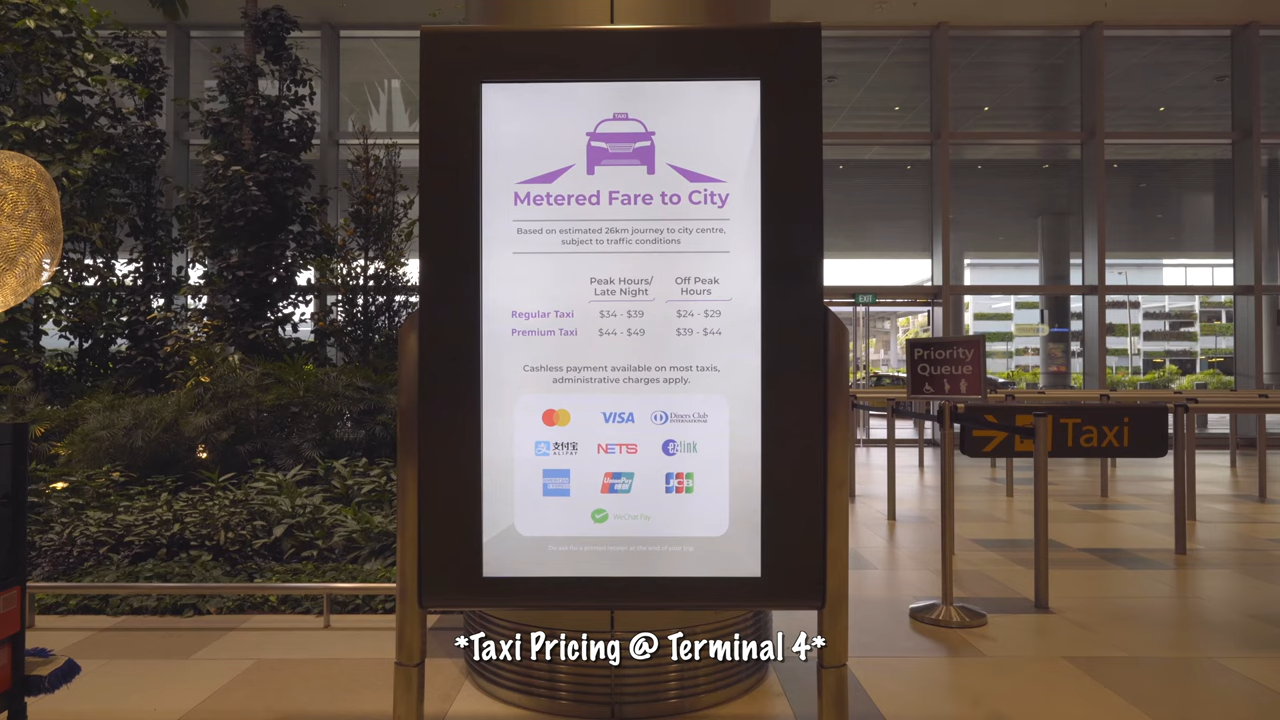 TAXI
Metered Fare to City
Based on estimated 26km journey to city centre,
subject to traffic conditions
Peak Hours/
Late Night
Off Peak
Hours
Regular Taxi $34 - $39 $24 - $29
Premium Taxi $44 - $49 $39 - $44
Cashless payment available on most taxis,
administrative charges apply.
VISA
Diners Club
INTERNATIONAL
支付宝
ALIPAY
NETS
ez link
UnionPay
银联
JCB
WeChat Pay
EXIT
Priority
Queue
Taxi
*Taxi Pricing @ Terminal 4*